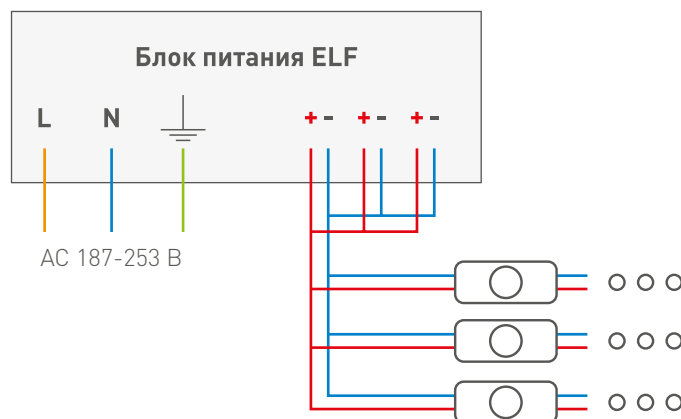 Блок питания ELF
L N + - + - + -
AC 187-253 В